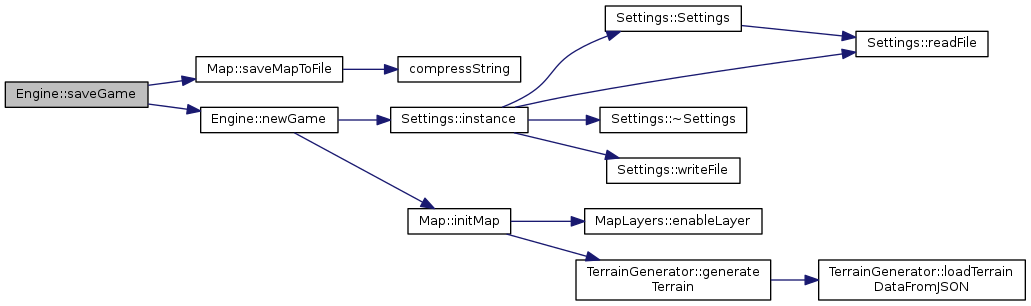 Settings::Settings
Settings::readFile
Map::saveMapToFile
compressString
Engine::saveGame
Engine::newGame
Settings::instance
Settings::~Settings
Settings::writeFile
Map::initMap
MapLayers::enableLayer
TerrainGenerator::generate
Terrain
TerrainGenerator::loadTerrain
DataFromJSON